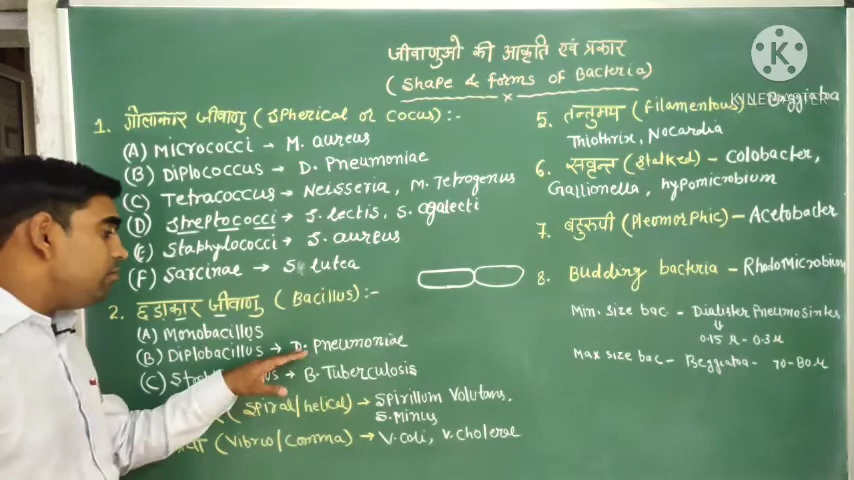 जीवाणुओ की आकृति एवं प्रकार
(Shape & forms of Bacteria)
x
1. गोलाकार जीवाणु (Spherical or Cocus) :-
(A) Micrococci → M. aureus
(B) Diplococcus → D. Pneumoniae
(C) Tetracoccus → Neisseria, M. Tetrogenus
(D) Streptococci → S. lectis, S. agalecti
(E) Staphylococci → S. aureus
(F) Sarcinae → S lutea
2. छड़ाकार जीवाणु (Bacillus) :-
(A) Monobacillus
(B) Diplobacillus → D. Pneumoniae
(C) → B. Tuberculosis
(Spiral/helical) → Spirillum Volutans,
S. Minus
(Vibrio/Comma) → V. coli, V. cholerae
5. तन्तुमय (Filamentous) -
Thiothrix, Nocardia
6. सवृन्त (Stalked) - Colobacter,
Gallionella, hypomicrobium
7. बहुरुपी (Pleomorphic) - Acetobacter
8. Budding bacteria - RhodoMicrobium
Min. size bac. - Dialister Pneumosintes
↓
0.15 μ - 0.3 μ
Max size bac - Beggiatoa - 70-80 μ
K